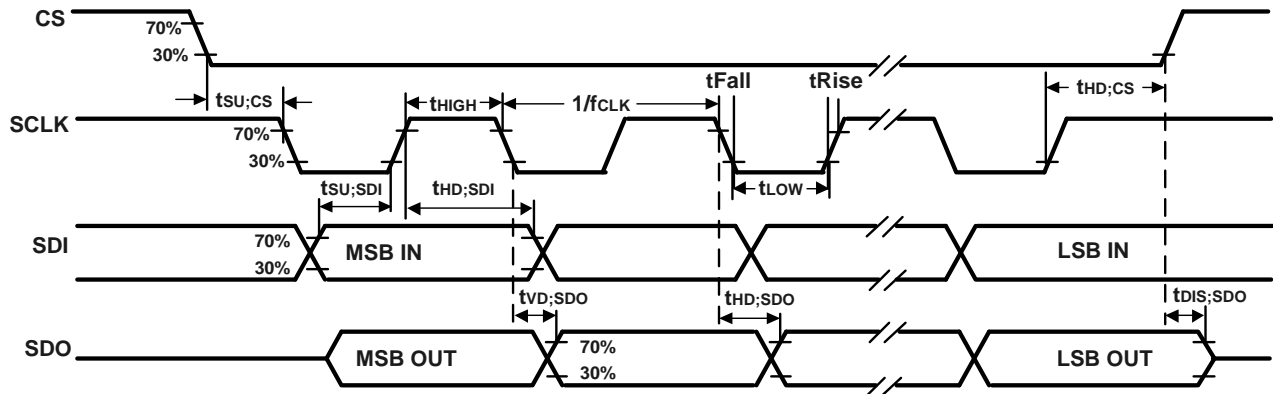 CS
70%
30%
tFall
tRise
tSU;CS
tHIGH
1/fCLK
tHD;CS
SCLK
70%
30%
tSU;SDI
tHD;SDI
tLOW
SDI
70%
30%
MSB IN
LSB IN
tVD;SDO
tHD;SDO
tDIS;SDO
SDO
MSB OUT
70%
30%
LSB OUT